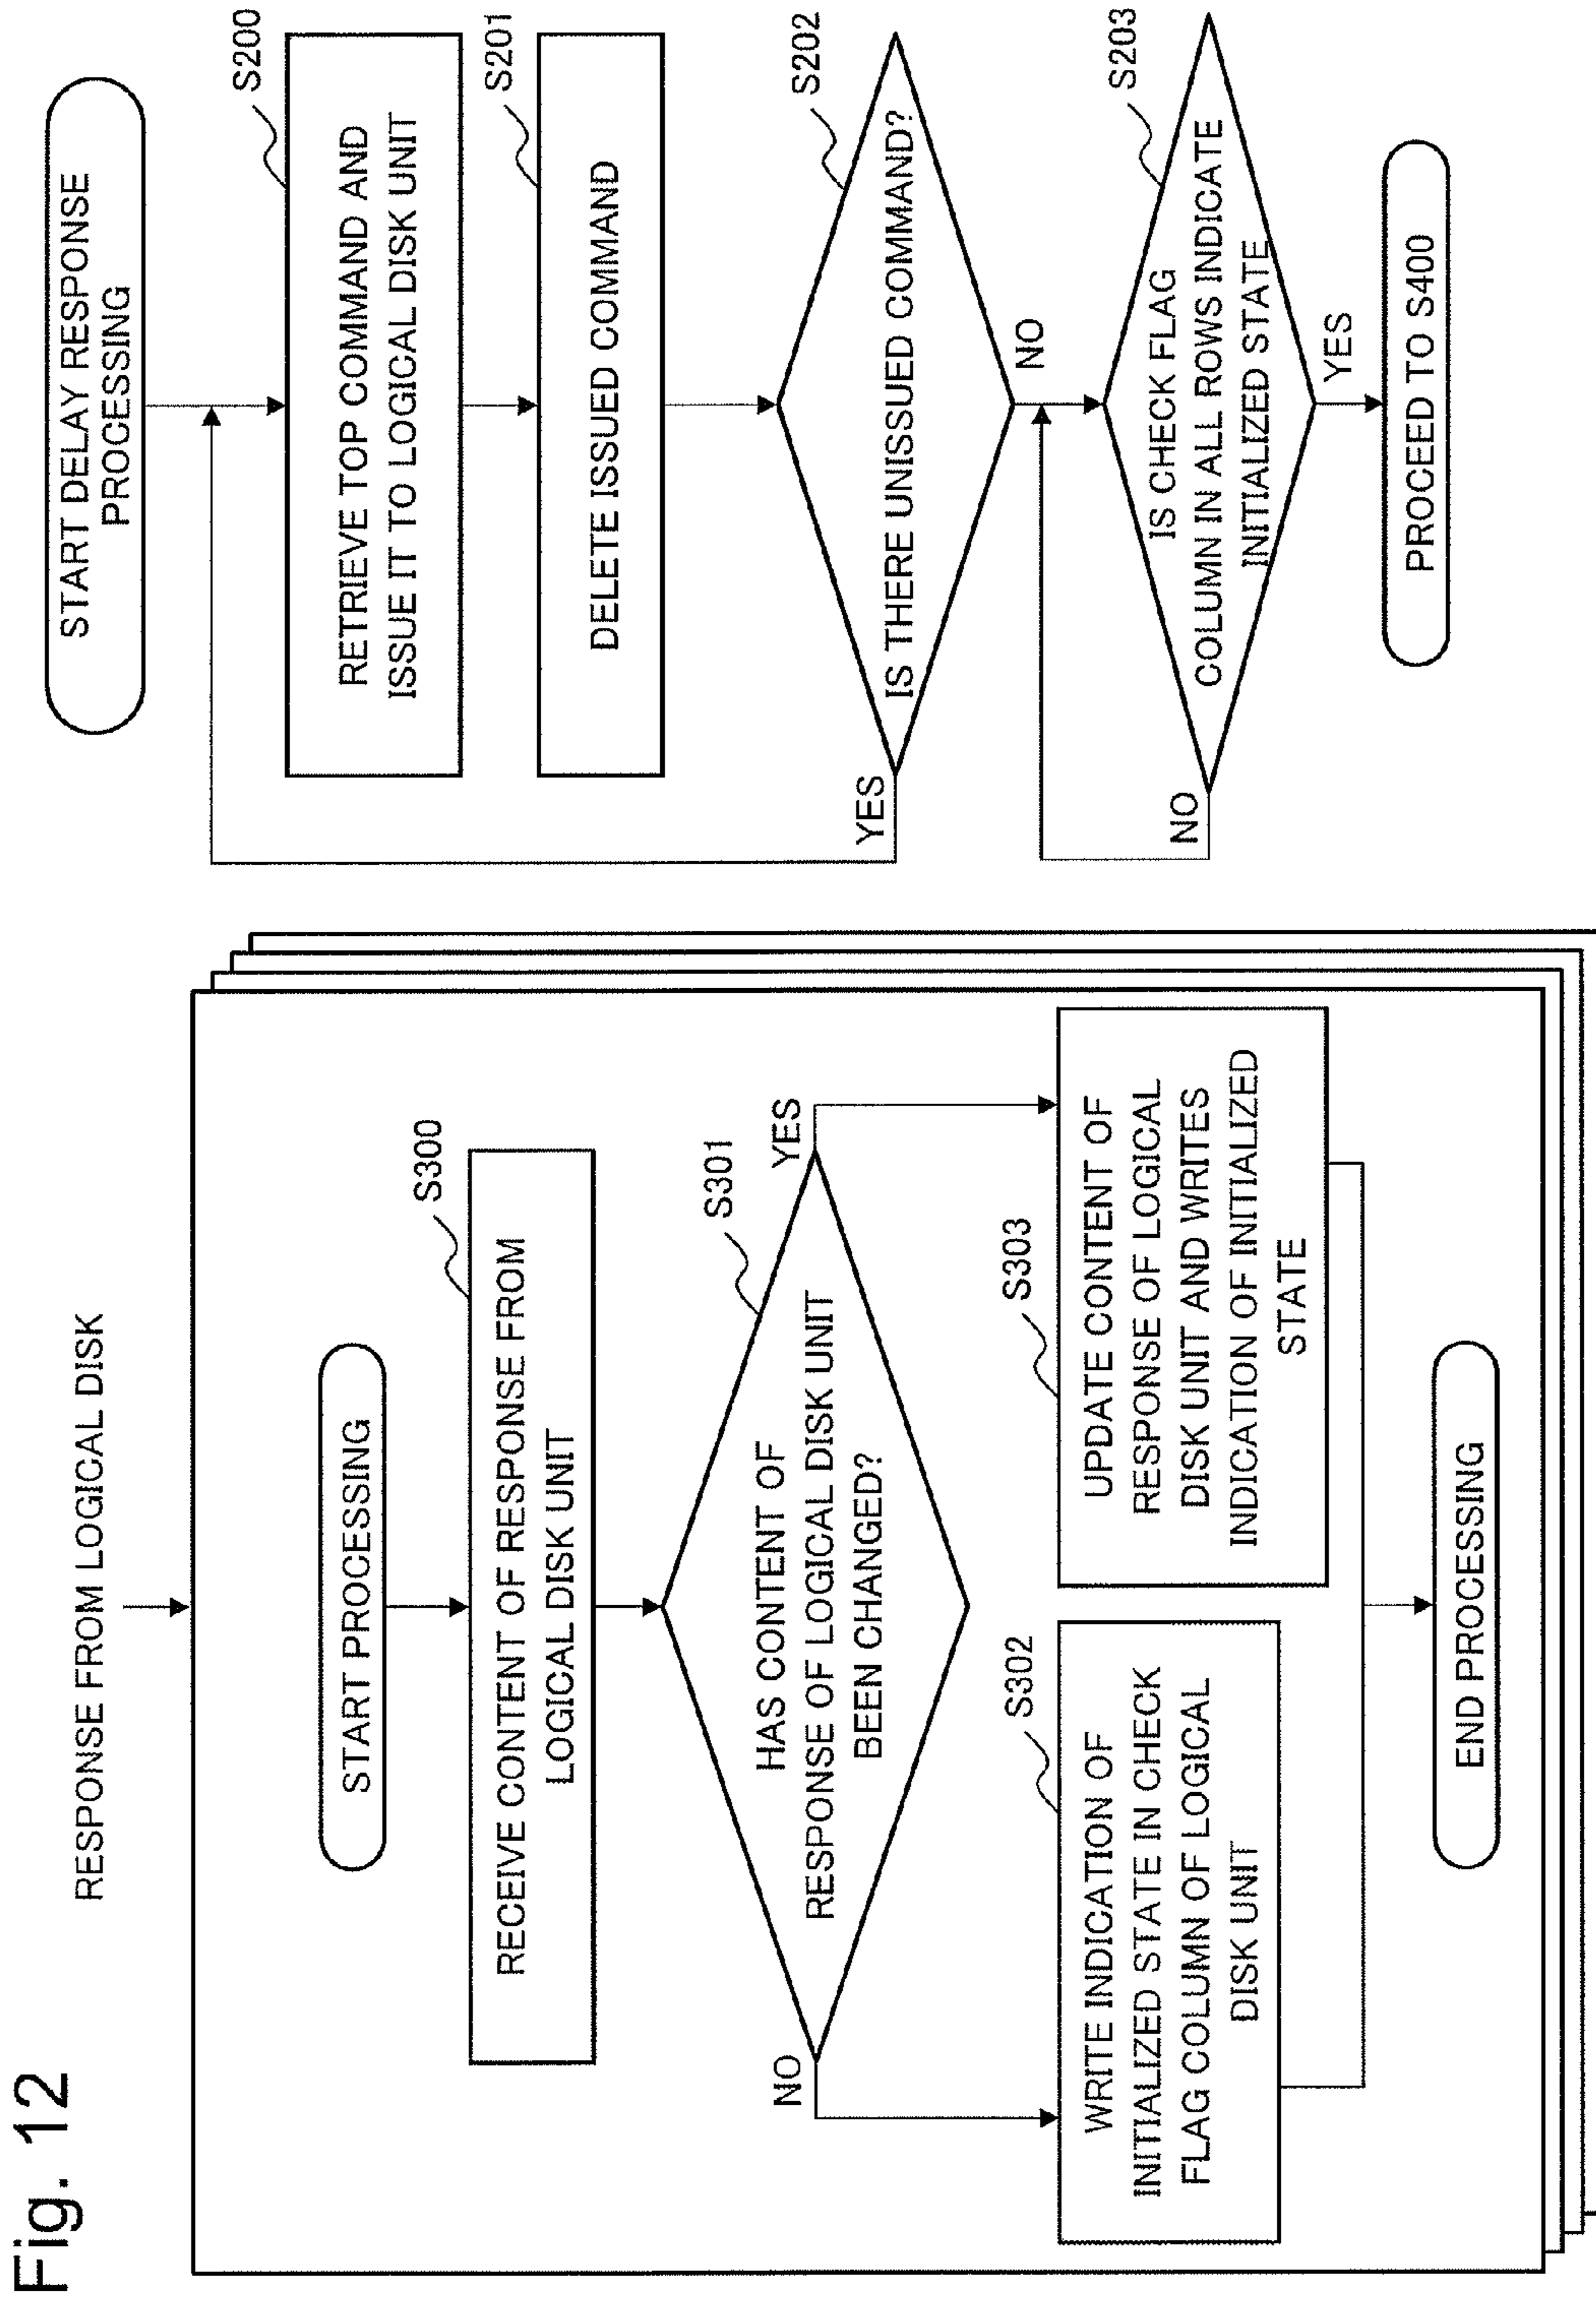 Fig. 12
RESPONSE FROM LOGICAL DISK
START PROCESSING
S300
RECEIVE CONTENT OF RESPONSE FROM
LOGICAL DISK UNIT
S301
HAS CONTENT OF
RESPONSE OF LOGICAL DISK UNIT
BEEN CHANGED?
NO
YES
S302
WRITE INDICATION OF
INITIALIZED STATE IN CHECK
FLAG COLUMN OF LOGICAL
DISK UNIT
S303
UPDATE CONTENT OF
RESPONSE OF LOGICAL
DISK UNIT AND WRITES
INDICATION OF INITIALIZED
STATE
END PROCESSING
START DELAY RESPONSE
PROCESSING
S200
RETRIEVE TOP COMMAND AND
ISSUE IT TO LOGICAL DISK UNIT
S201
DELETE ISSUED COMMAND
S202
IS THERE UNISSUED COMMAND?
YES
NO
S203
IS CHECK FLAG
COLUMN IN ALL ROWS INDICATE
INITIALIZED STATE
NO
YES
PROCEED TO S400